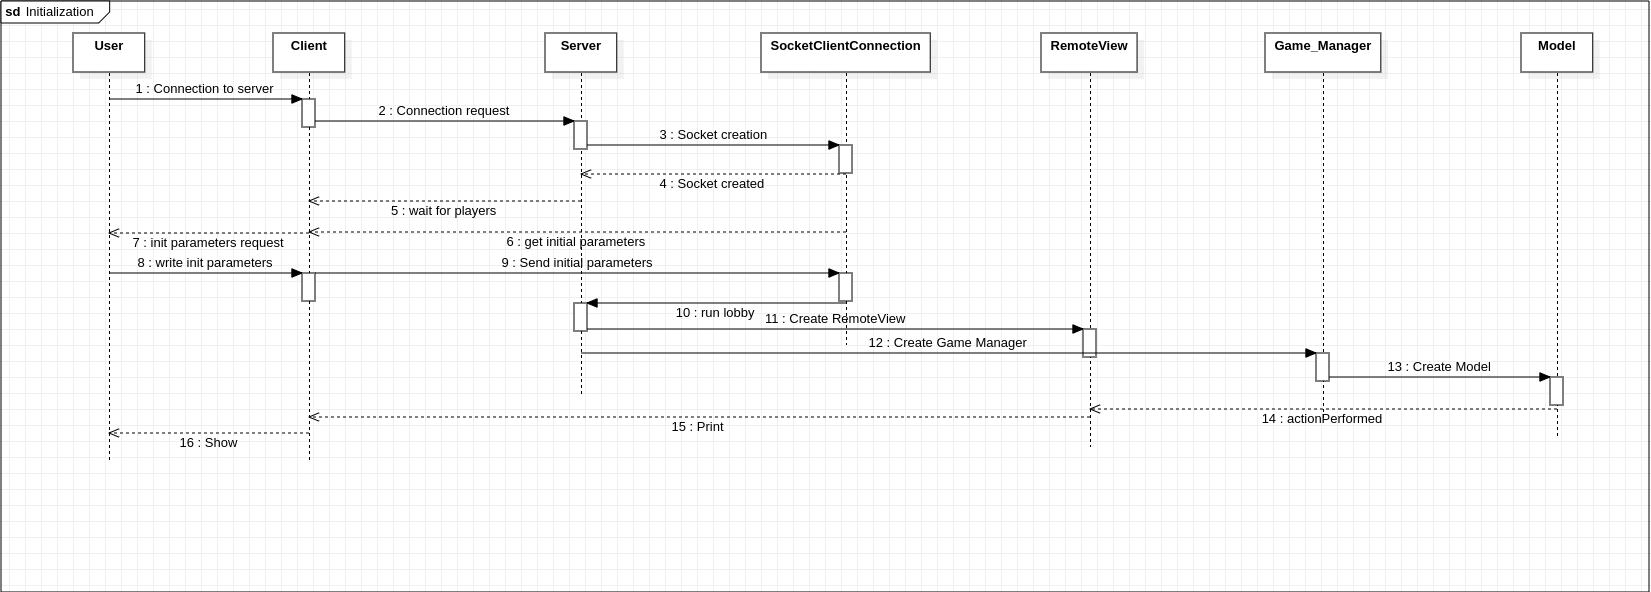 sd Initialization
User
Client
Server
SocketClientConnection
RemoteView
Game_Manager
Model
1 : Connection to server
2 : Connection request
3 : Socket creation
4 : Socket created
5 : wait for players
6 : get initial parameters
7 : init parameters request
8 : write init parameters
9 : Send initial parameters
10 : run lobby
11 : Create RemoteView
12 : Create Game Manager
13 : Create Model
14 : actionPerformed
15 : Print
16 : Show